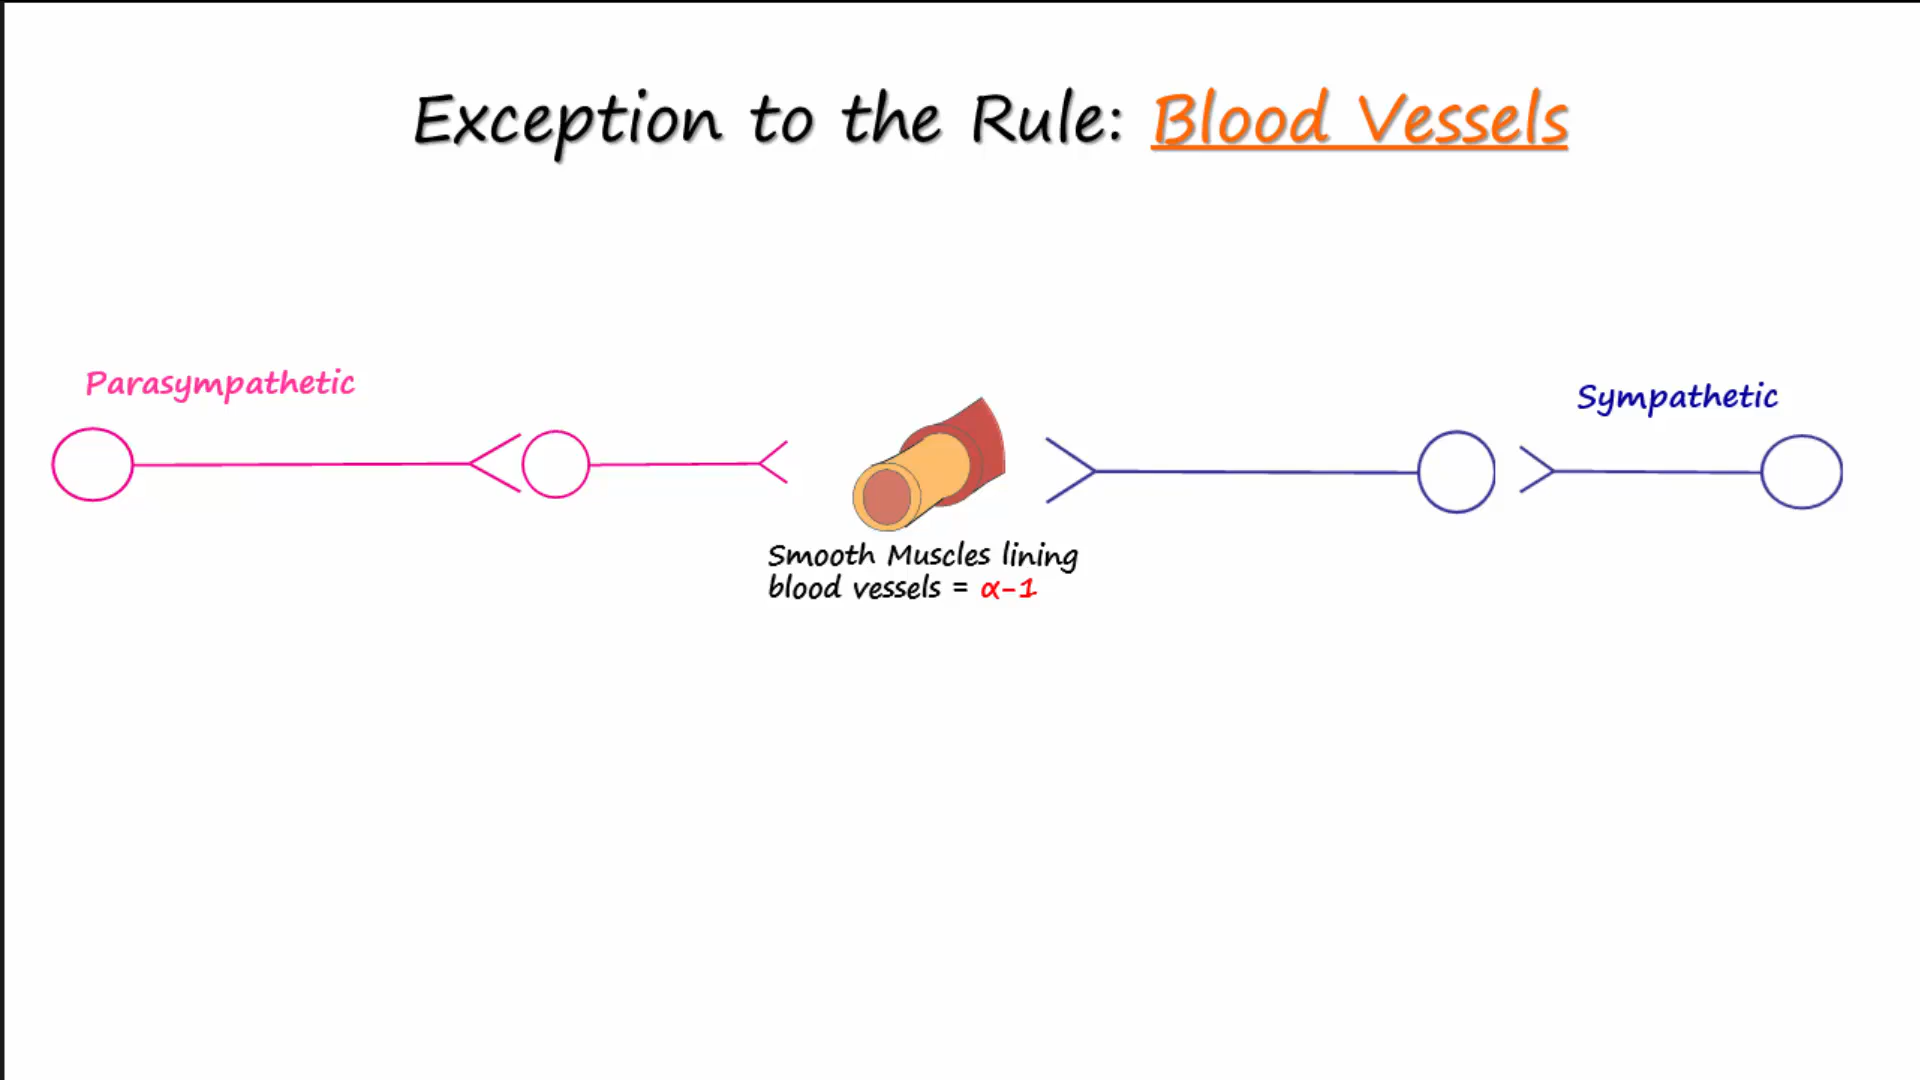 Exception to the Rule: Blood Vessels
Parasympathetic
Sympathetic
Smooth Muscles lining
blood vessels = α-1